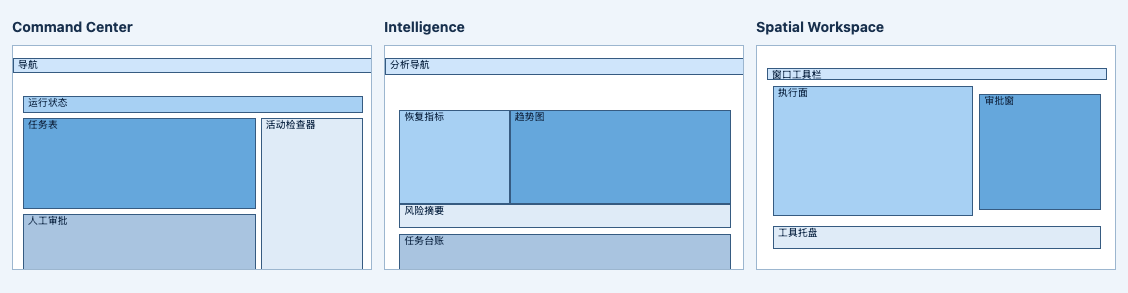 Command Center
导航
运行状态
任务表
活动检查器
人工审批
Intelligence
分析导航
恢复指标
趋势图
风险摘要
任务台账
Spatial Workspace
窗口工具栏
执行面
审批窗
工具托盘